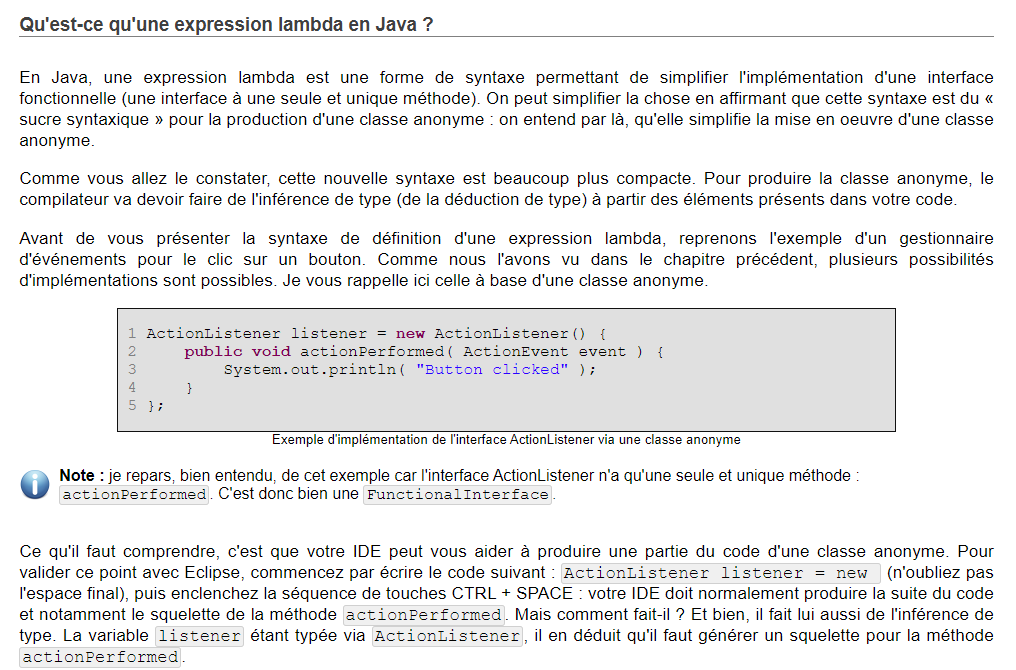 Qu'est-ce qu'une expression lambda en Java ?
En Java, une expression lambda est une forme de syntaxe permettant de simplifier l'implémentation d'une interface
fonctionnelle (une interface à une seule et unique méthode). On peut simplifier la chose en affirmant que cette syntaxe est du «
sucre syntaxique » pour la production d'une classe anonyme : on entend par là, qu'elle simplifie la mise en oeuvre d'une classe
anonyme.
Comme vous allez le constater, cette nouvelle syntaxe est beaucoup plus compacte. Pour produire la classe anonyme, le
compilateur va devoir faire de l'inférence de type (de la déduction de type) à partir des éléments présents dans votre code.
Avant de vous présenter la syntaxe de définition d'une expression lambda, reprenons l'exemple d'un gestionnaire
d'événements pour le clic sur un bouton. Comme nous l'avons vu dans le chapitre précédent, plusieurs possibilités
d'implémentations sont possibles. Je vous rappelle ici celle à base d'une classe anonyme.
1 ActionListener listener = new ActionListener() {
2     public void actionPerformed( ActionEvent event ) {
3         System.out.println( "Button clicked" );
4     }
5 };
Exemple d'implémentation de l'interface ActionListener via une classe anonyme
Note : je repars, bien entendu, de cet exemple car l'interface ActionListener n'a qu'une seule et unique méthode :
actionPerformed. C'est donc bien une FunctionalInterface.
Ce qu'il faut comprendre, c'est que votre IDE peut vous aider à produire une partie du code d'une classe anonyme. Pour
valider ce point avec Eclipse, commencez par écrire le code suivant : ActionListener listener = new (n'oubliez pas
l'espace final), puis enclenchez la séquence de touches CTRL + SPACE : votre IDE doit normalement produire la suite du code
et notamment le squelette de la méthode actionPerformed. Mais comment fait-il ? Et bien, il fait lui aussi de l'inférence de
type. La variable listener étant typée via ActionListener, il en déduit qu'il faut générer un squelette pour la méthode
actionPerformed.